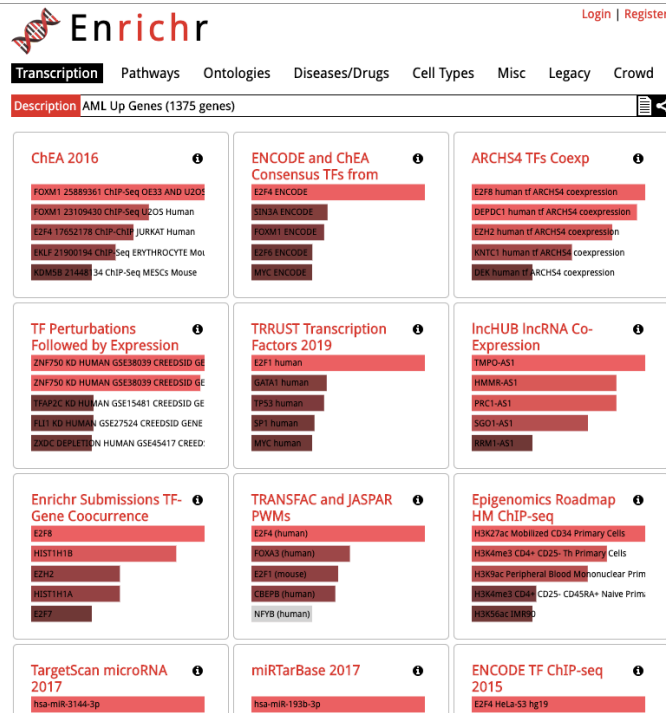 Login | Register
Enrichr
Transcription Pathways Ontologies Diseases/Drugs Cell Types Misc Legacy Crowd
Description AML Up Genes (1375 genes)
ChEA 2016
FOXM1 25889361 ChIP-Seq OE33 AND U2OS
FOXM1 23109430 ChIP-Seq U2OS Human
E2F4 17652178 ChIP-ChIP JURKAT Human
EKLF 21900194 ChIP-Seq ERYTHROCYTE Mou
KDM5B 21448134 ChIP-Seq MESCs Mouse
ENCODE and ChEA
Consensus TFs from
E2F4 ENCODE
SIN3A ENCODE
FOXM1 ENCODE
E2F6 ENCODE
MYC ENCODE
ARCHS4 TFs Coexp
E2F8 human tf ARCHS4 coexpression
DEPDC1 human tf ARCHS4 coexpression
EZH2 human tf ARCHS4 coexpression
KNTC1 human tf ARCHS4 coexpression
DEK human tf ARCHS4 coexpression
TF Perturbations
Followed by Expression
ZNF750 KD HUMAN GSE38039 CREEDSID GE
ZNF750 KD HUMAN GSE38039 CREEDSID GE
TFAP2C KD HUMAN GSE15481 CREEDSID GE
FLI1 KD HUMAN GSE27524 CREEDSID GENE
ZXDC DEPLETION HUMAN GSE45417 CREED:
TRRUST Transcription
Factors 2019
E2F1 human
GATA1 human
TP53 human
SP1 human
MYC human
lncHUB lncRNA Co-
Expression
TMPO-AS1
HMMR-AS1
PRC1-AS1
SGO1-AS1
RRM1-AS1
Enrichr Submissions TF-
Gene Coocurrence
E2F8
HIST1H1B
EZH2
HIST1H1A
E2F7
TRANSFAC and JASPAR
PWMs
E2F4 (human)
FOXA3 (human)
E2F1 (mouse)
CBEPB (human)
NFYB (human)
Epigenomics Roadmap
HM ChIP-seq
H3K27ac Mobilized CD34 Primary Cells
H3K4me3 CD4+ CD25- Th Primary Cells
H3K9ac Peripheral Blood Mononuclear Prim
H3K4me3 CD4+ CD25- CD45RA+ Naive Prim
H3K56ac IMR90
TargetScan microRNA
2017
hsa-miR-3144-3p
miRTarBase 2017
hsa-miR-193b-3p
ENCODE TF ChIP-seq
2015
E2F4 HeLa-S3 hg19